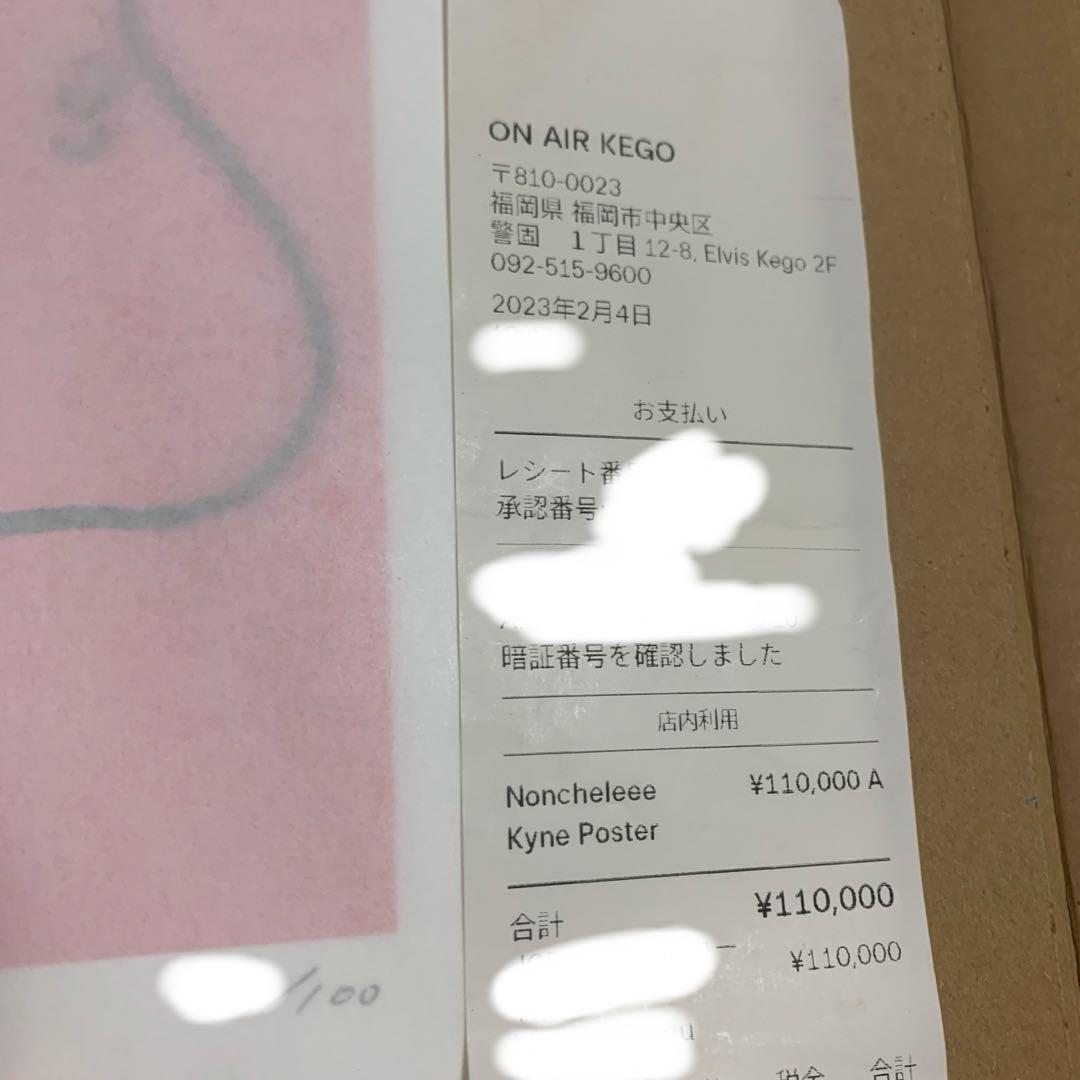 ON AIR KEGO
〒810-0023
福岡県 福岡市中央区
警固　1丁目 12-8, Elvis Kego 2F
092-515-9600
2023年2月4日
お支払い
レシート番
承認番号
暗証番号を確認しました
店内利用
Noncheleee ¥110,000 A
Kyne Poster
合計 ¥110,000
¥110,000
税金 合計
/100